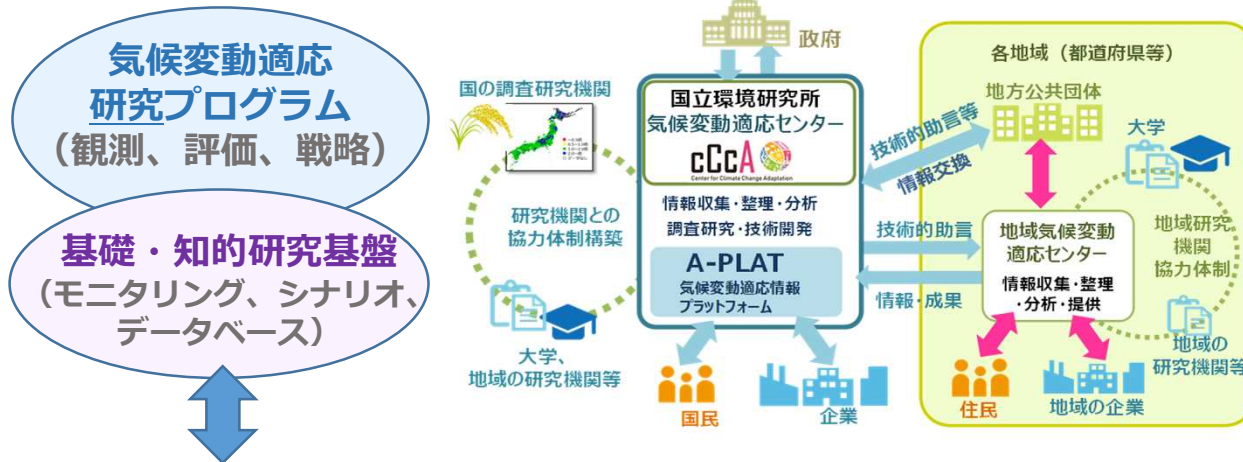 気候変動適応
研究プログラム
（観測、評価、戦略）
基礎・知的研究基盤
（モニタリング、シナリオ、
データベース）
政府
国の調査研究機関
研究機関との
協力体制構築
大学、
地域の研究機関等
国立環境研究所
気候変動適応センター
CCCA
Center for Climate Change Adaptation
情報収集・整理・分析
調査研究・技術開発
A-PLAT
気候変動適応情報
プラットフォーム
国民
企業
技術的助言等
情報交換
技術的助言
情報・成果
各地域（都道府県等）
地方公共団体
大学
地域気候変動
適応センター
情報収集・整理
・分析・提供
地域研究
機関
協力体制
地域の
研究機関等
住民
地域の企業